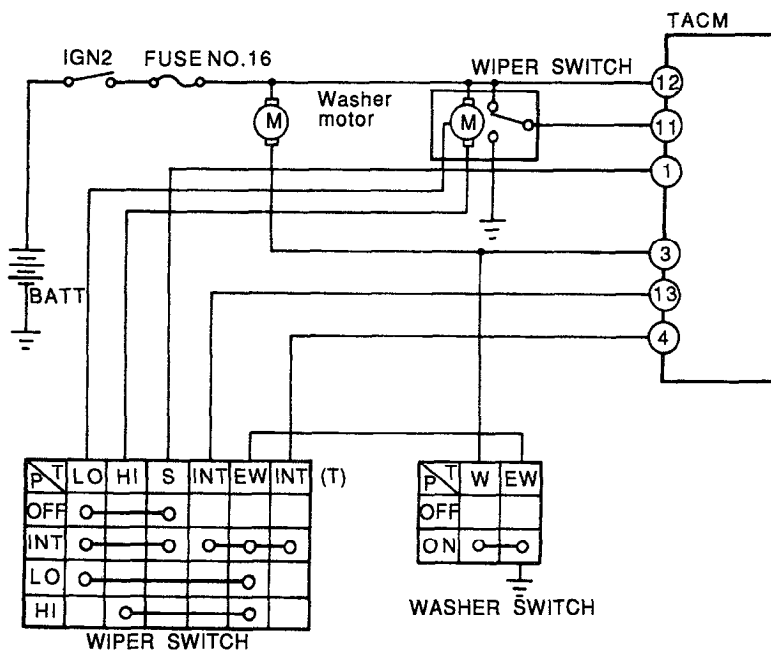 TACM
IGN2 FUSE NO.16 WIPER SWITCH
12
Washer
motor
M M
11
1
3
BATT
13
4
P T LO HI S INT EW INT (T)
OFF
INT
LO
HI
WIPER SWITCH
P T W EW
OFF
ON
WASHER SWITCH